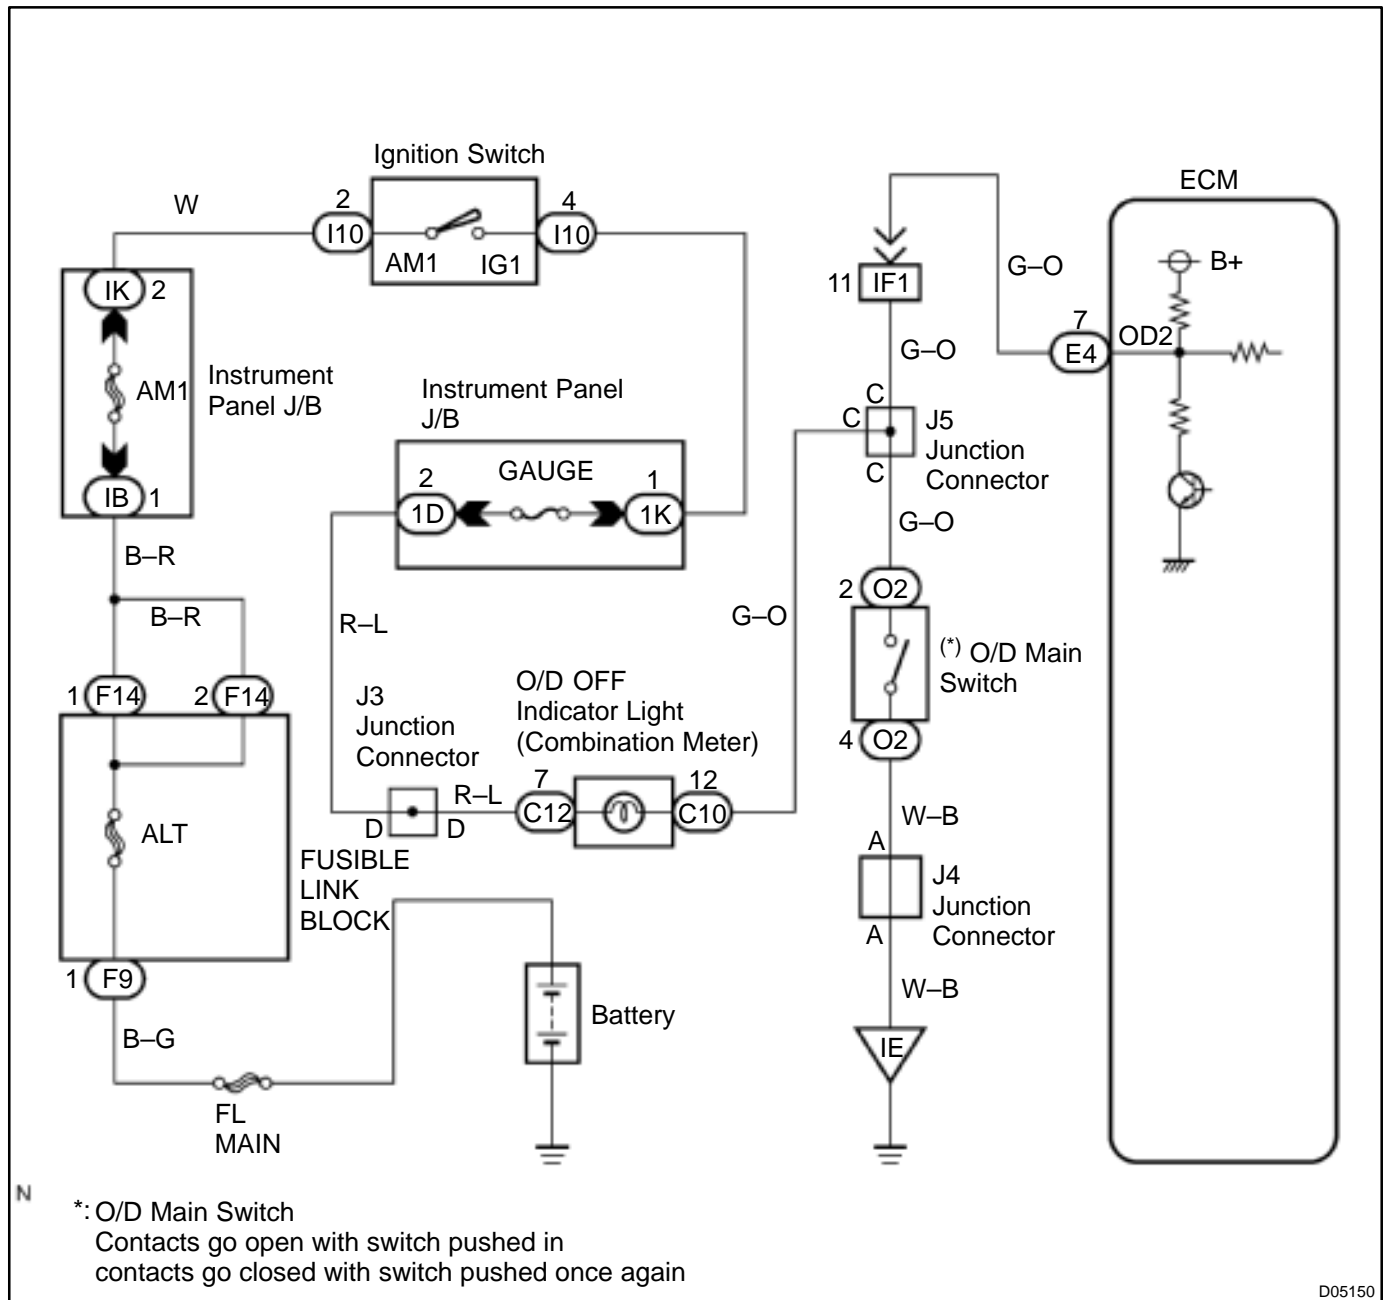 Ignition Switch
ECM
W
2
I10
4
I10
AM1
IG1
B+
IK
2
11
IF1
G–O
7
E4
OD2
AM1
Instrument
Panel J/B
Instrument Panel
J/B
G–O
C
C
C
J5
Junction
Connector
2
GAUGE
1
1D
1K
IB
1
G–O
B–R
B–R
R–L
G–O
2
O2
(*) O/D Main
Switch
1
F14
2
F14
J3
Junction
Connector
O/D OFF
Indicator Light
(Combination Meter)
4
O2
R–L
7
C12
12
C10
D
D
ALT
W–B
A
J4
Junction
Connector
A
FUSIBLE
LINK
BLOCK
1
F9
W–B
B–G
Battery
IE
FL
MAIN
N
*: O/D Main Switch
Contacts go open with switch pushed in
contacts go closed with switch pushed once again
D05150